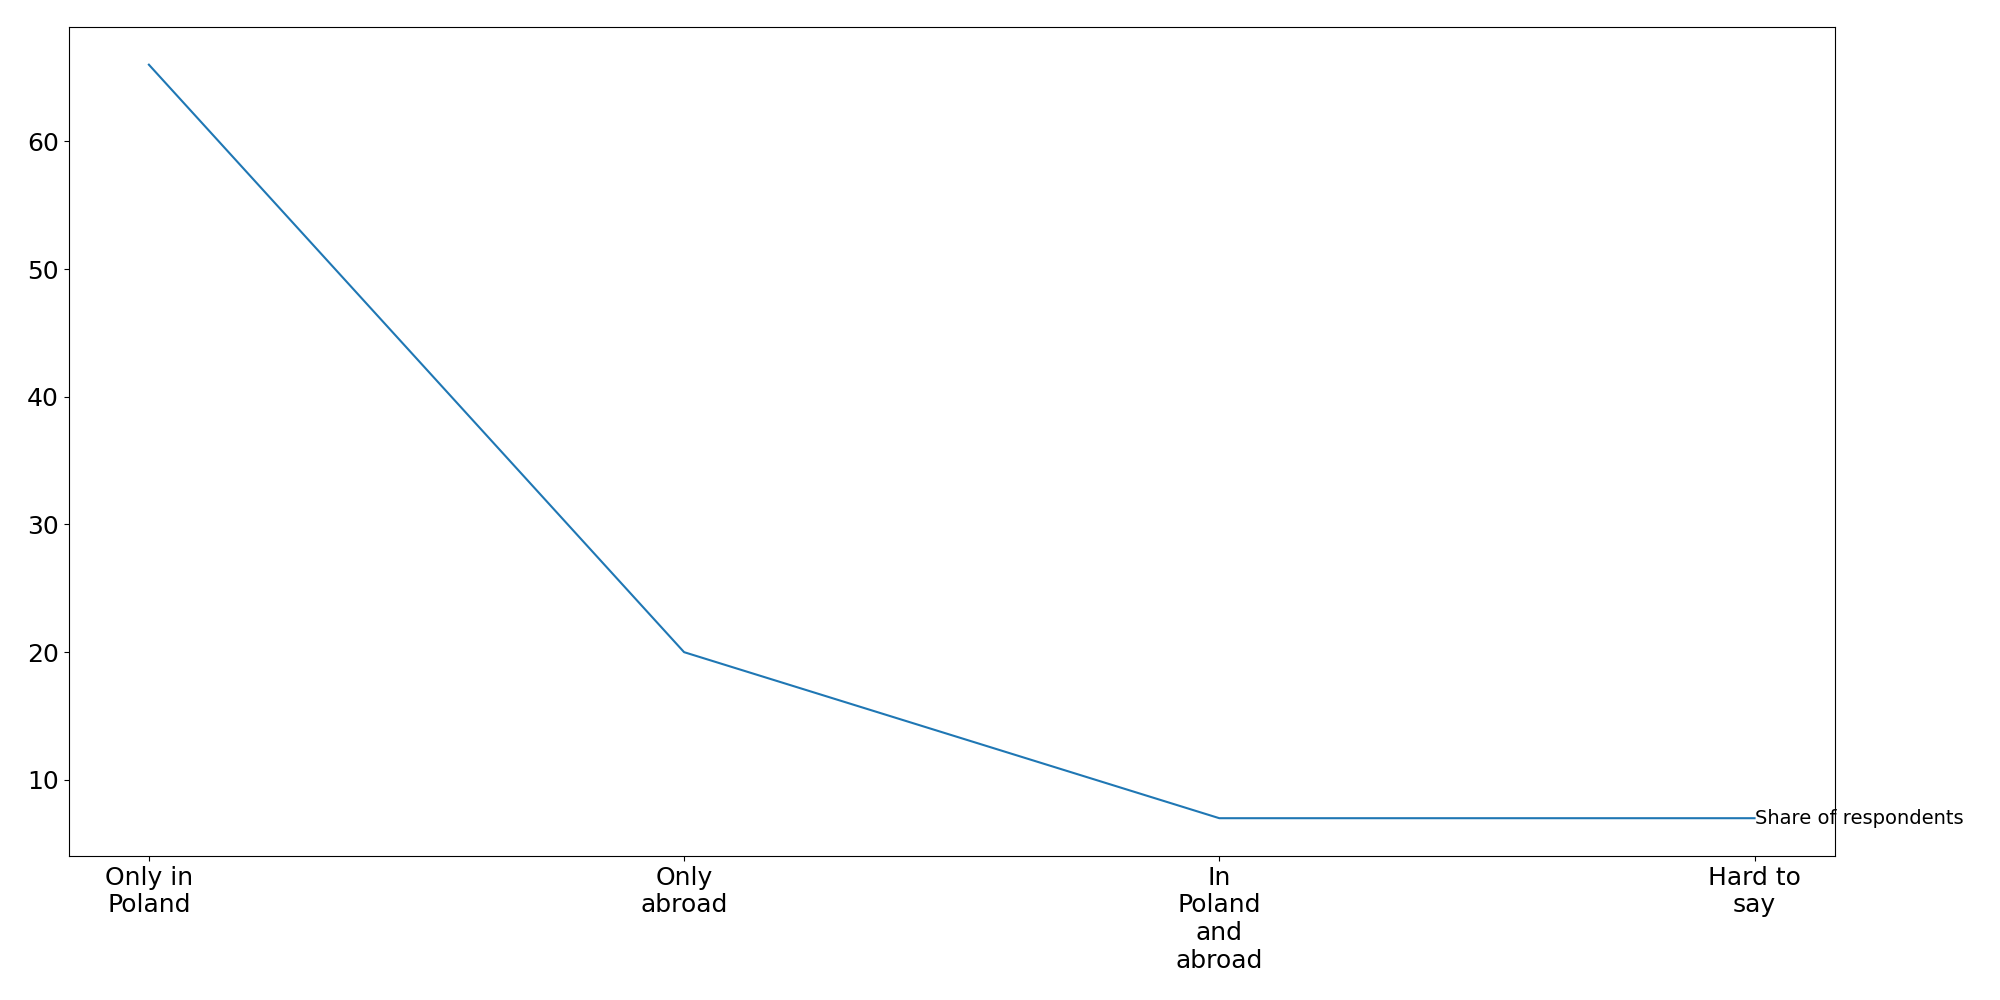 60
50
40
30
20
10
Share of respondents
Only in
Poland
Only
abroad
In
Poland
and
abroad
Hard to
say